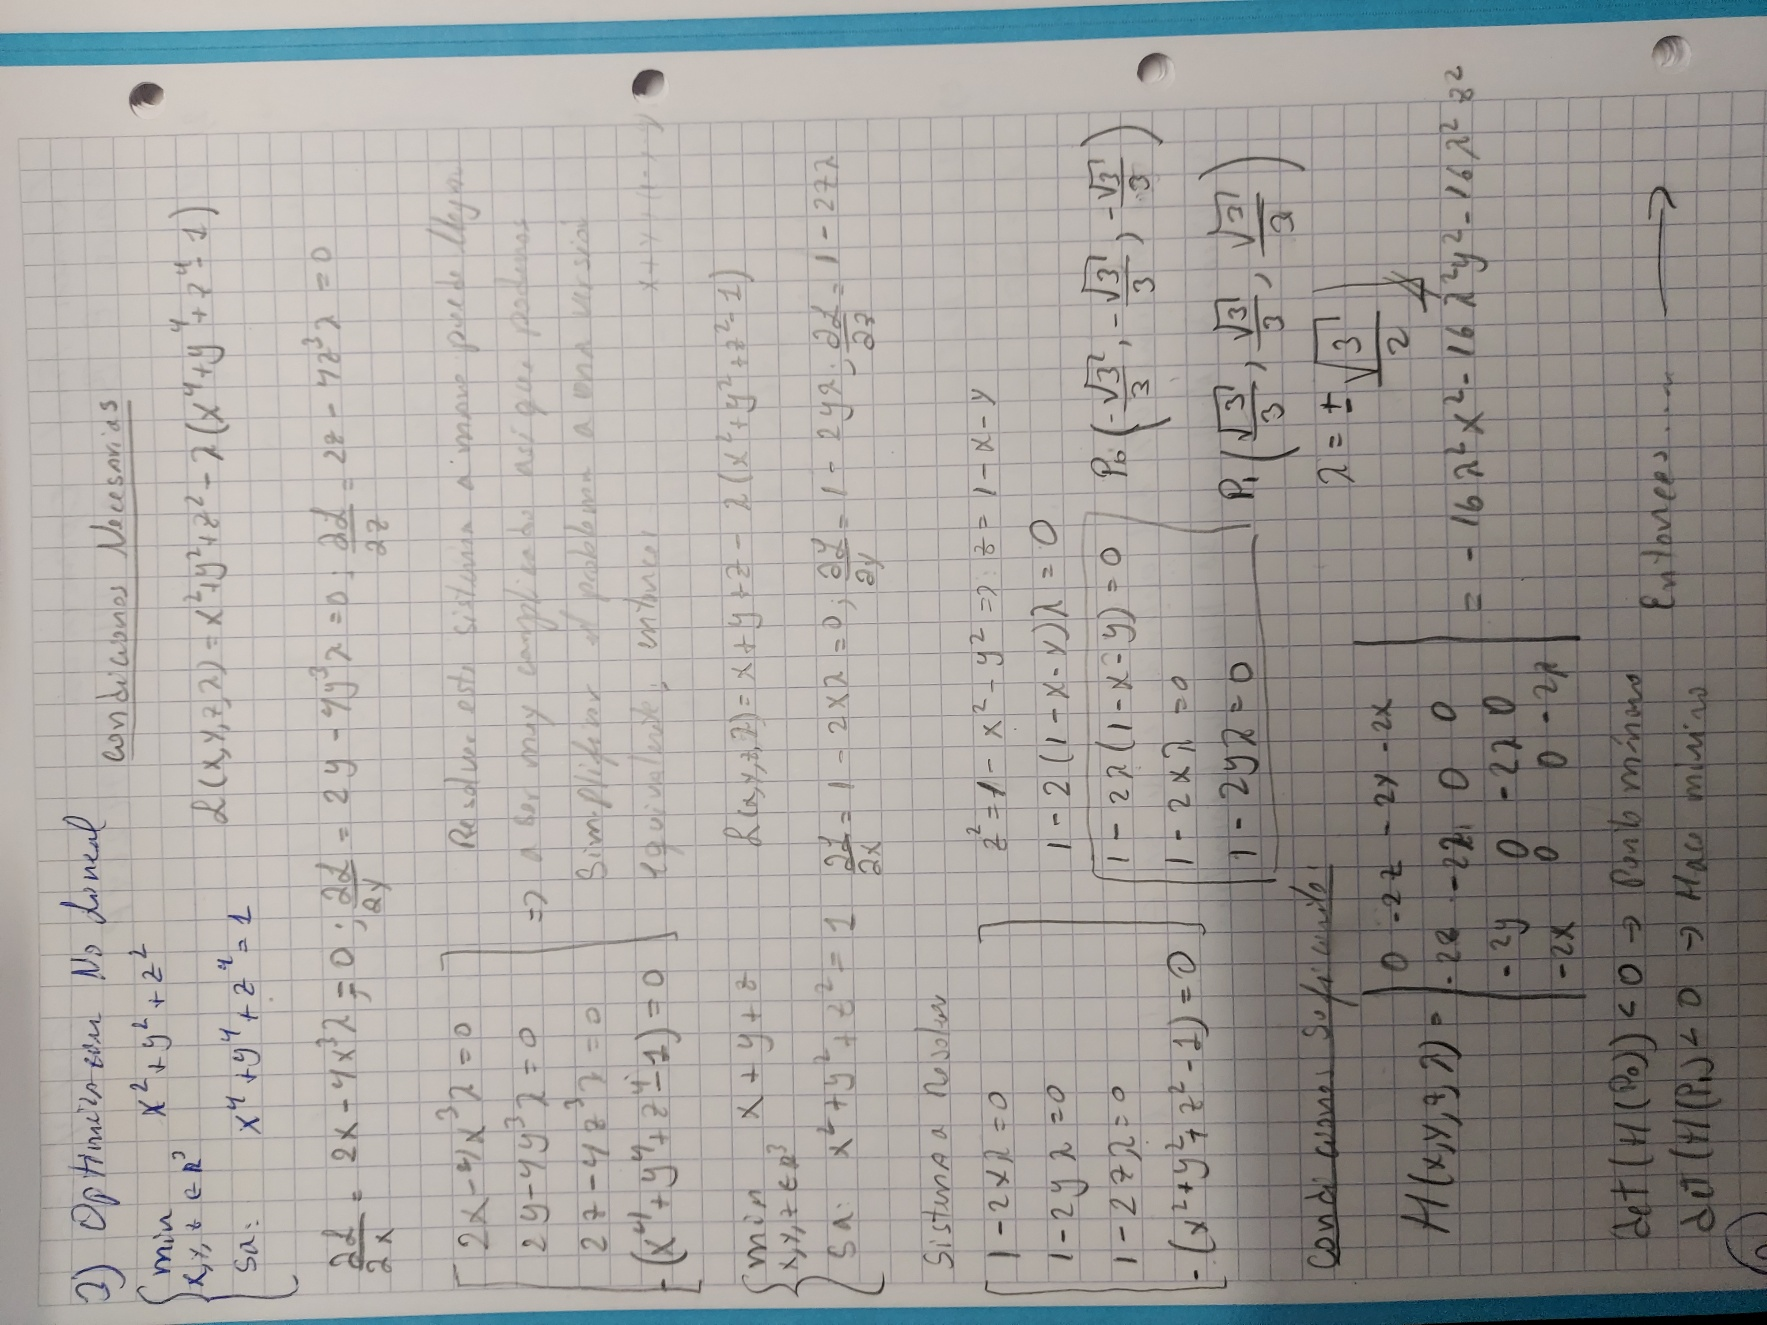 2) Optimizam No Lineal
condiciones Necesarias
{ min x,y,z ∈ R³ x²+y²+z²
Sa: x⁴+y⁴+z⁴=1
L(x,y,z,λ)=x²+y²+z²-λ(x⁴+y⁴+z⁴-1)
∂L/∂x = 2x-4x³λ=0; ∂L/∂y = 2y-4y³λ=0; ∂L/∂z = 2z-4z³λ=0
2x-4x³λ=0
2y-4y³λ=0
2z-4z³λ=0
-(x⁴+y⁴+z⁴-1)=0
=>
Resolver este sistema a mano puede llegar
a ser muy complicado asi que podemos
Simplificar el problema a una versión
equivalente, entonces
x+y+
{ min x,y,z ∈ R³ x+y+z
Sa: x²+y²+z²=1
L(x,y,z,λ)=x+y+z-λ(x²+y²+z²-1)
∂L/∂x = 1-2xλ=0; ∂L/∂y = 1-2yλ; ∂L/∂z = 1-2zλ
Sistema a Resolver
1-2xλ=0
1-2yλ=0
1-2zλ=0
-(x²+y²+z²-1)=0
z²=1-x²-y² => z=1-x-y
1-2(1-x-y)λ=0
1-2λ(1-x-y)=0
1-2xλ=0
1-2yλ=0
P₀(-√3/3, -√3/3, -√3/3)
P₁(√3/3, √3/3, √3/3)
λ=±√3/2
Condiciones Suficiente:
H(x,y,z,λ)=
| 0 -2z -2y -2x |
| -2z -2λ 0 0 |
| -2y 0 -2λ 0 |
| -2x 0 0 -2λ |
= -16λ²x²-16λ²y²-16λ²z²
det(H(P₀))<0 → Punto mínimo
det(H(P₁)<0 → Hace mínimo
Entonces... →